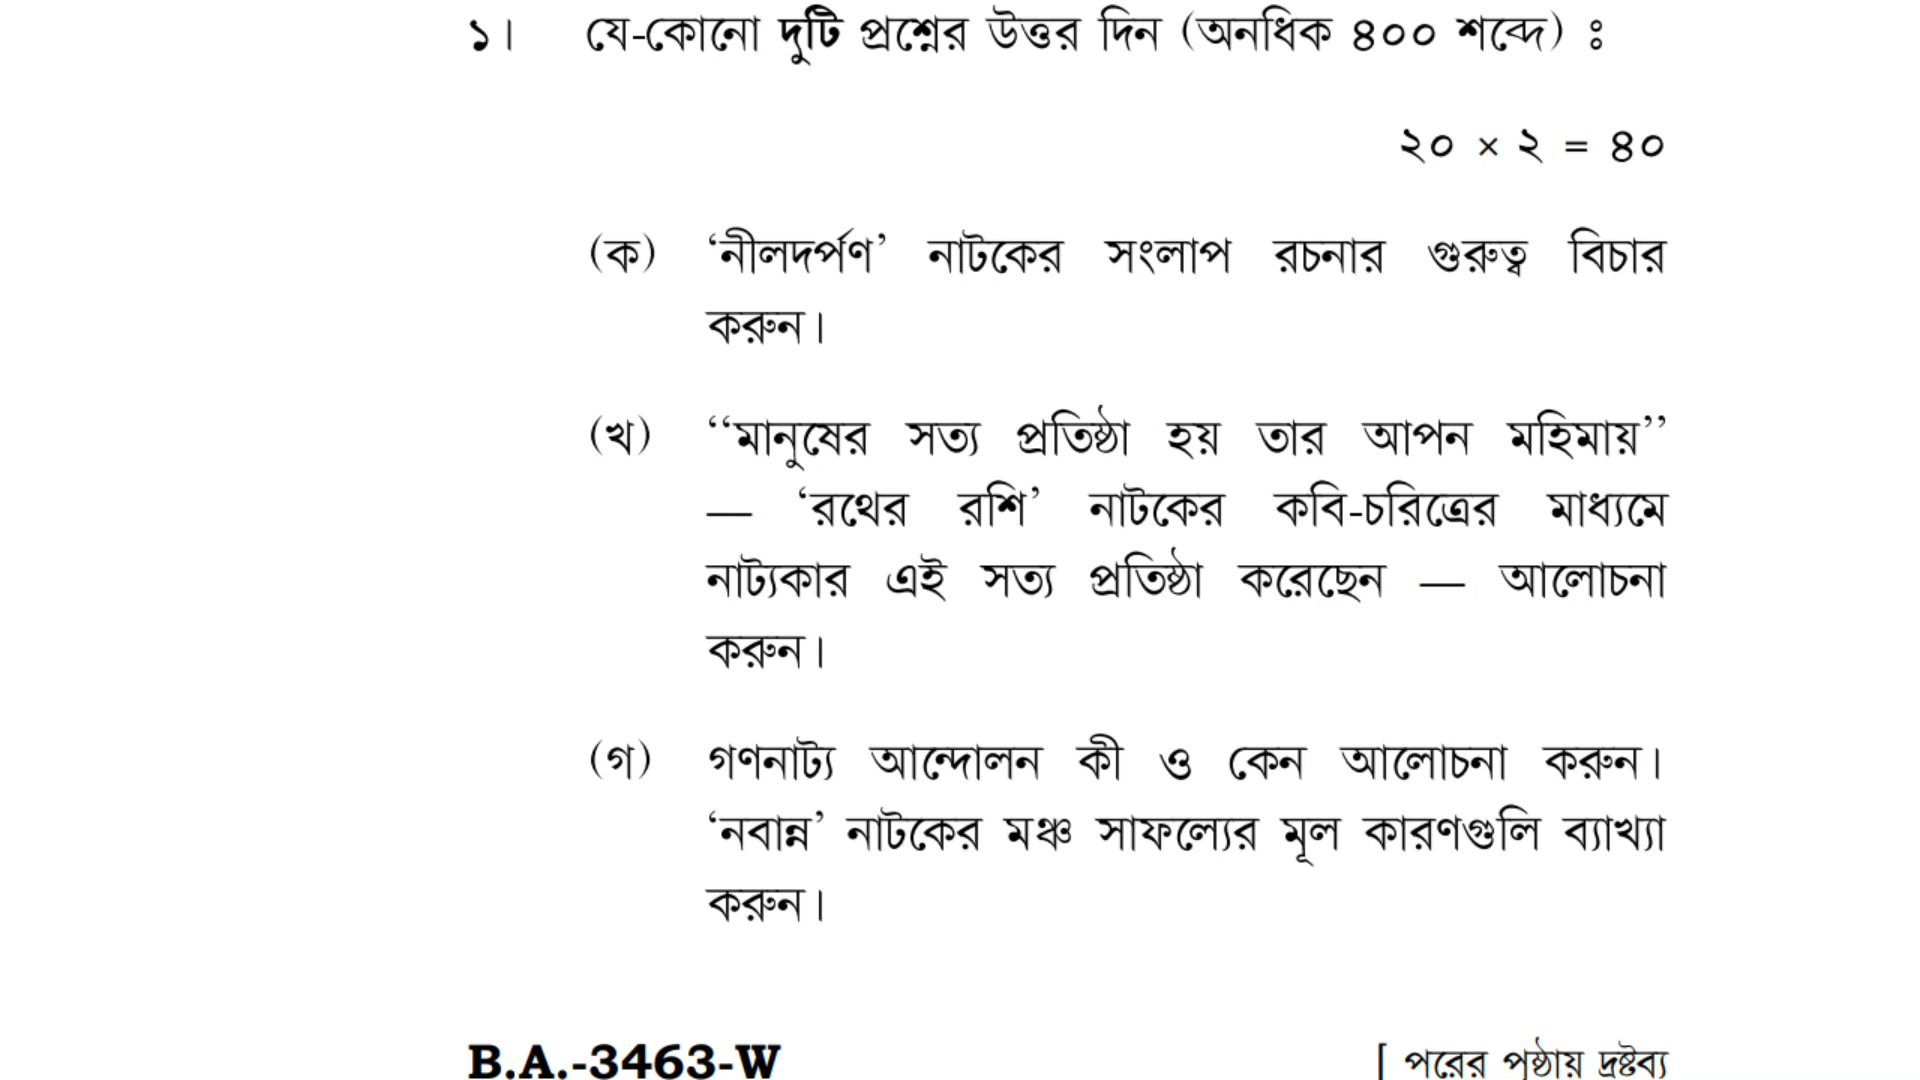 ১। যে-কোনো দুটি প্রশ্নের উত্তর দিন (অনধিক ৪০০ শব্দে) ঃ
২০ × ২ = ৪০
(ক) ‘নীলদর্পণ’ নাটকের সংলাপ রচনার গুরুত্ব বিচার
করুন।
(খ) ‘‘মানুষের সত্য প্রতিষ্ঠা হয় তার আপন মহিমায়’’
— ‘রথের রশি’ নাটকের কবি-চরিত্রের মাধ্যমে
নাট্যকার এই সত্য প্রতিষ্ঠা করেছেন — আলোচনা
করুন।
(গ) গণনাট্য আন্দোলন কী ও কেন আলোচনা করুন।
‘নবান্ন’ নাটকের মঞ্চ সাফল্যের মূল কারণগুলি ব্যাখ্যা
করুন।
B.A.-3463-W [ পরের পৃষ্ঠায় দ্রষ্টব্য